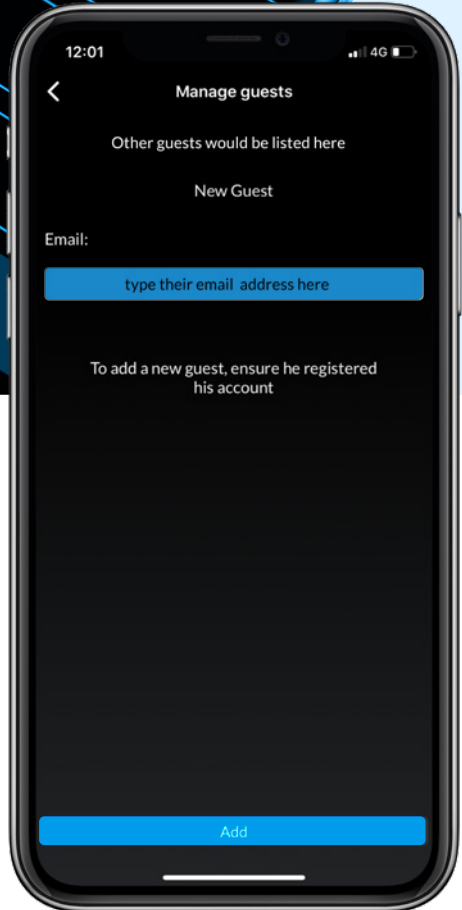 12:01
4G
Manage guests
Other guests would be listed here
New Guest
Email:
type their email address here
To add a new guest, ensure he registered
his account
Add